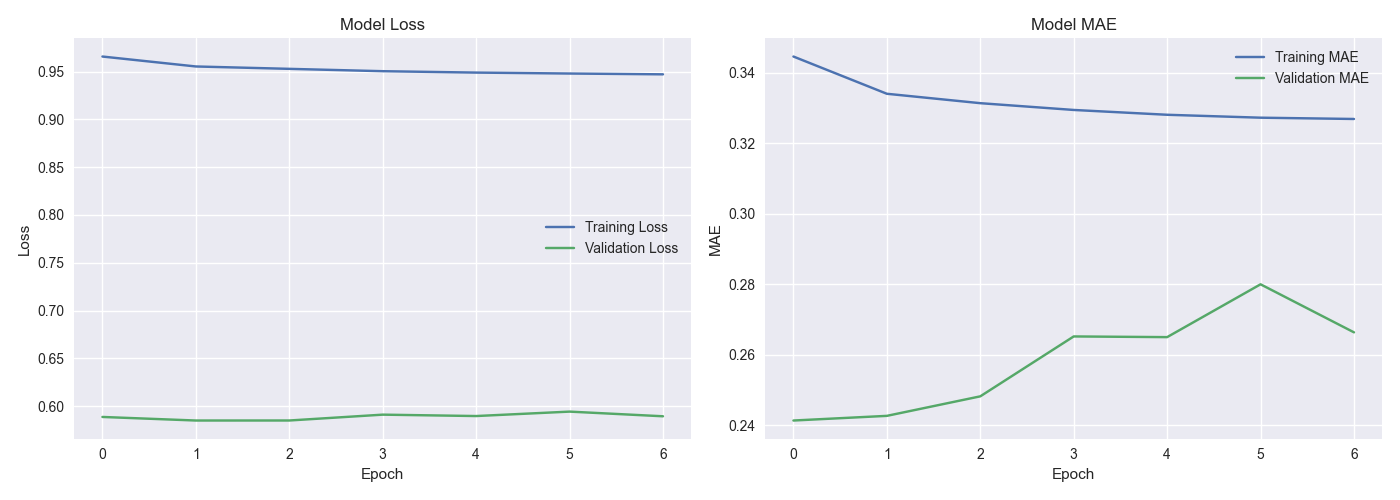 Model Loss
0.95
0.90
0.85
0.80
0.75
0.70
0.65
0.60
Loss
Training Loss
Validation Loss
0 1 2 3 4 5 6
Epoch
Model MAE
0.34
0.32
0.30
0.28
0.26
0.24
MAE
Training MAE
Validation MAE
0 1 2 3 4 5 6
Epoch